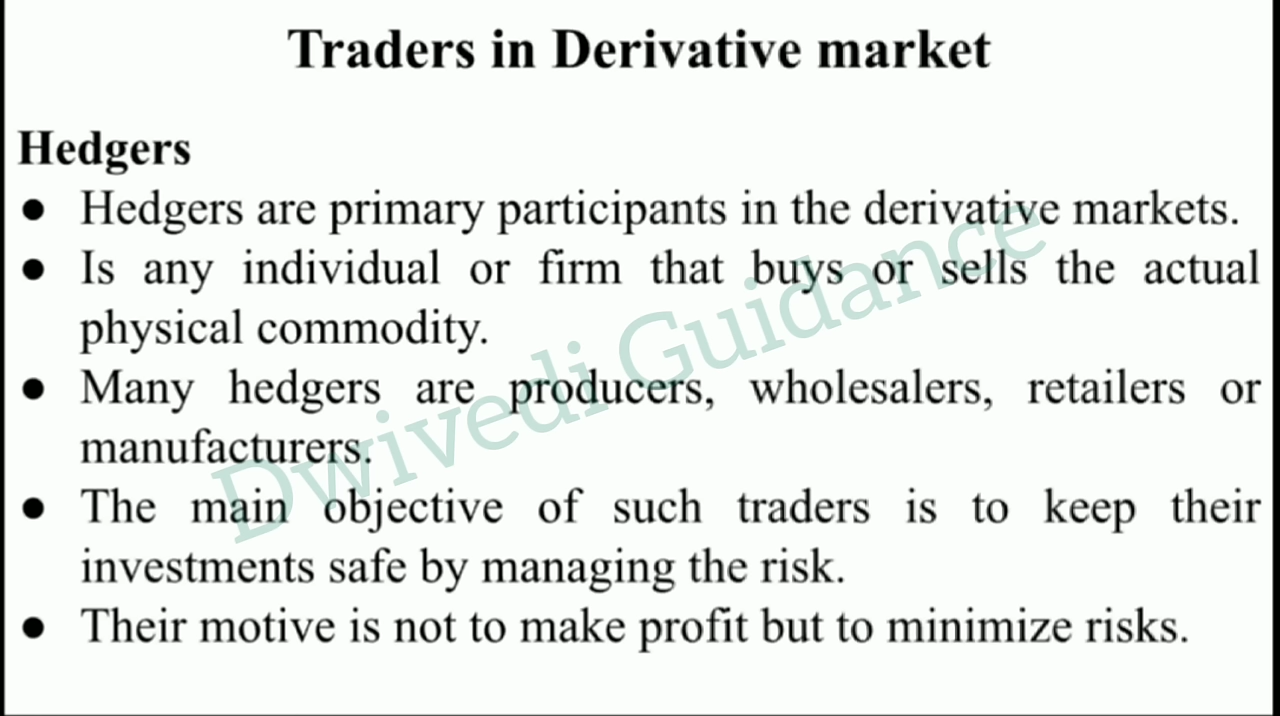 Traders in Derivative market
Hedgers
● Hedgers are primary participants in the derivative markets.
● Is any individual or firm that buys or sells the actual
physical commodity.
● Many hedgers are producers, wholesalers, retailers or
manufacturers.
● The main objective of such traders is to keep their
investments safe by managing the risk.
● Their motive is not to make profit but to minimize risks.
Dwivedi Guidance